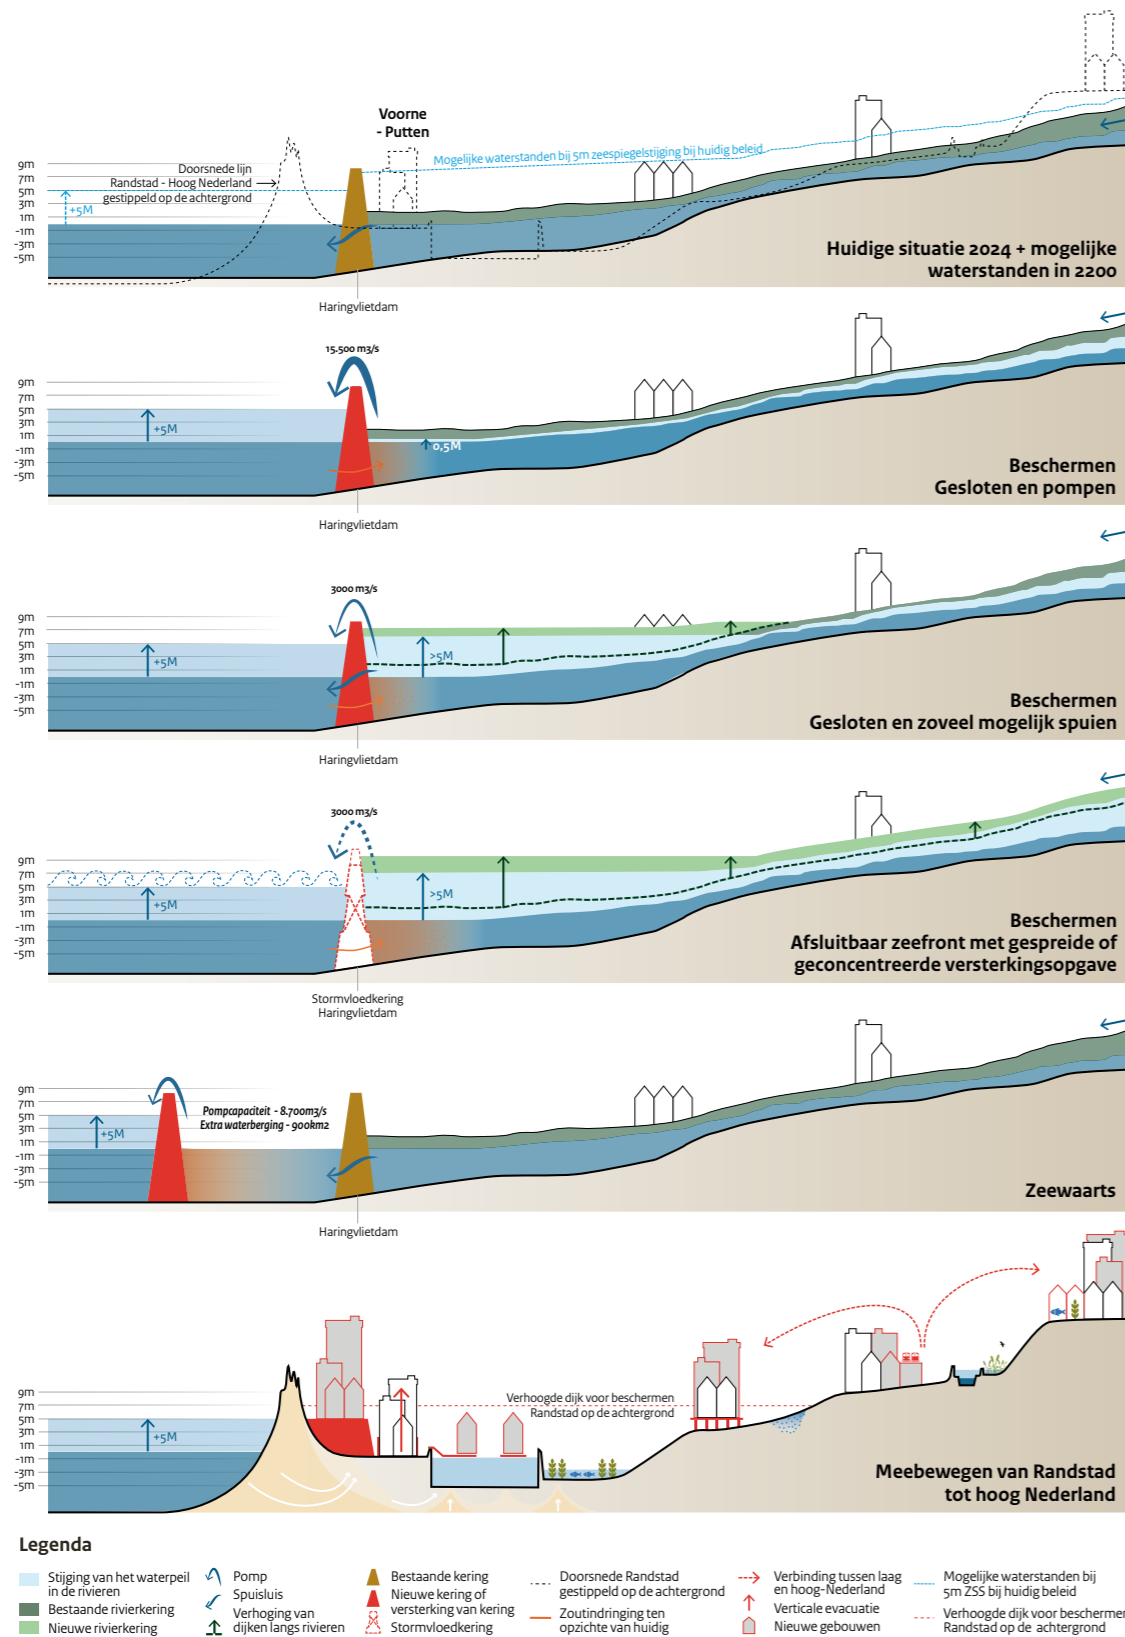 Voorne
- Putten
Mogelijke waterstanden bij 5m zeespiegelstijging bij huidig beleid
Doorsnede lijn
Randstad - Hoog Nederland
gestippeld op de achtergrond
9m
7m
5m
3m
1m
-1m
-3m
-5m
+5M
Huidige situatie 2024 + mogelijke
waterstanden in 2200
Haringvlietdam
15.500 m3/s
9m
7m
5m
3m
1m
-1m
-3m
-5m
+5M
0,5M
Beschermen
Gesloten en pompen
Haringvlietdam
3000 m3/s
9m
7m
5m
3m
1m
-1m
-3m
-5m
+5M
>5M
Beschermen
Gesloten en zoveel mogelijk spuien
Haringvlietdam
3000 m3/s
9m
7m
5m
3m
1m
-1m
-3m
-5m
+5M
>5M
Beschermen
Afsluitbaar zeefront met gespreide of
geconcentreerde versterkingsopgave
Stormvloedkering
Haringvlietdam
9m
7m
5m
3m
1m
-1m
-3m
-5m
+5M
Pompcapaciteit - 8.700m3/s
Extra waterberging - 900km2
Zeewaarts
Haringvlietdam
9m
7m
5m
3m
1m
-1m
-3m
-5m
+5M
Verhoogde dijk voor beschermen
Randstad op de achtergrond
Meebewegen van Randstad
tot hoog Nederland
Legenda
Stijging van het waterpeil
in de rivieren
Bestaande rivierkering
Nieuwe rivierkering
Pomp
Spuisluis
Verhoging van
dijken langs rivieren
Bestaande kering
Nieuwe kering of
versterking van kering
Stormvloedkering
Doorsnede Randstad
gestippeld op de achtergrond
Zoutindringing ten
opzichte van huidig
Verbinding tussen laag
en hoog-Nederland
Verticale evacuatie
Nieuwe gebouwen
Mogelijke waterstanden bij
5m ZSS bij huidig beleid
Verhoogde dijk voor beschermen
Randstad op de achtergrond